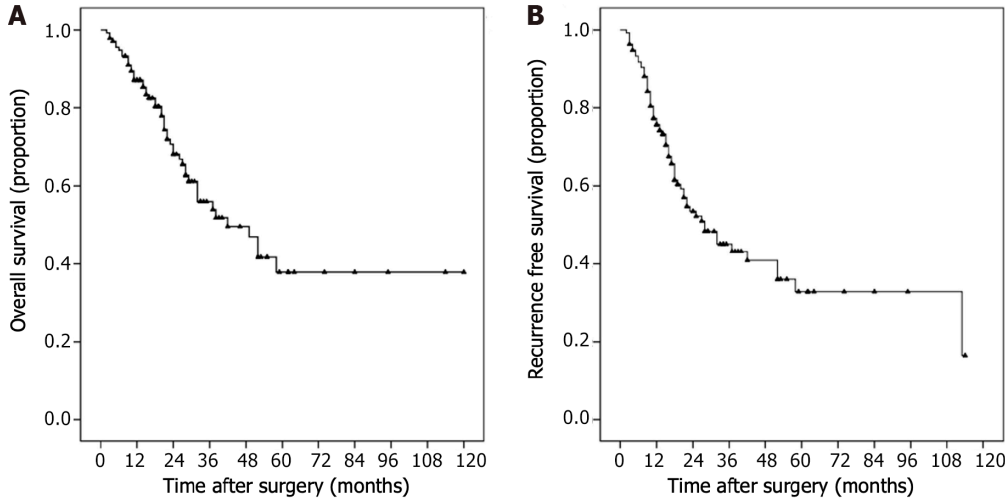 A
Overall survival (proportion)
1.0
0.8
0.6
0.4
0.2
0.0
0 12 24 36 48 60 72 84 96 108 120
Time after surgery (months)
B
Recurrence free survival (proportion)
1.0
0.8
0.6
0.4
0.2
0.0
0 12 24 36 48 60 72 84 96 108 120
Time after surgery (months)